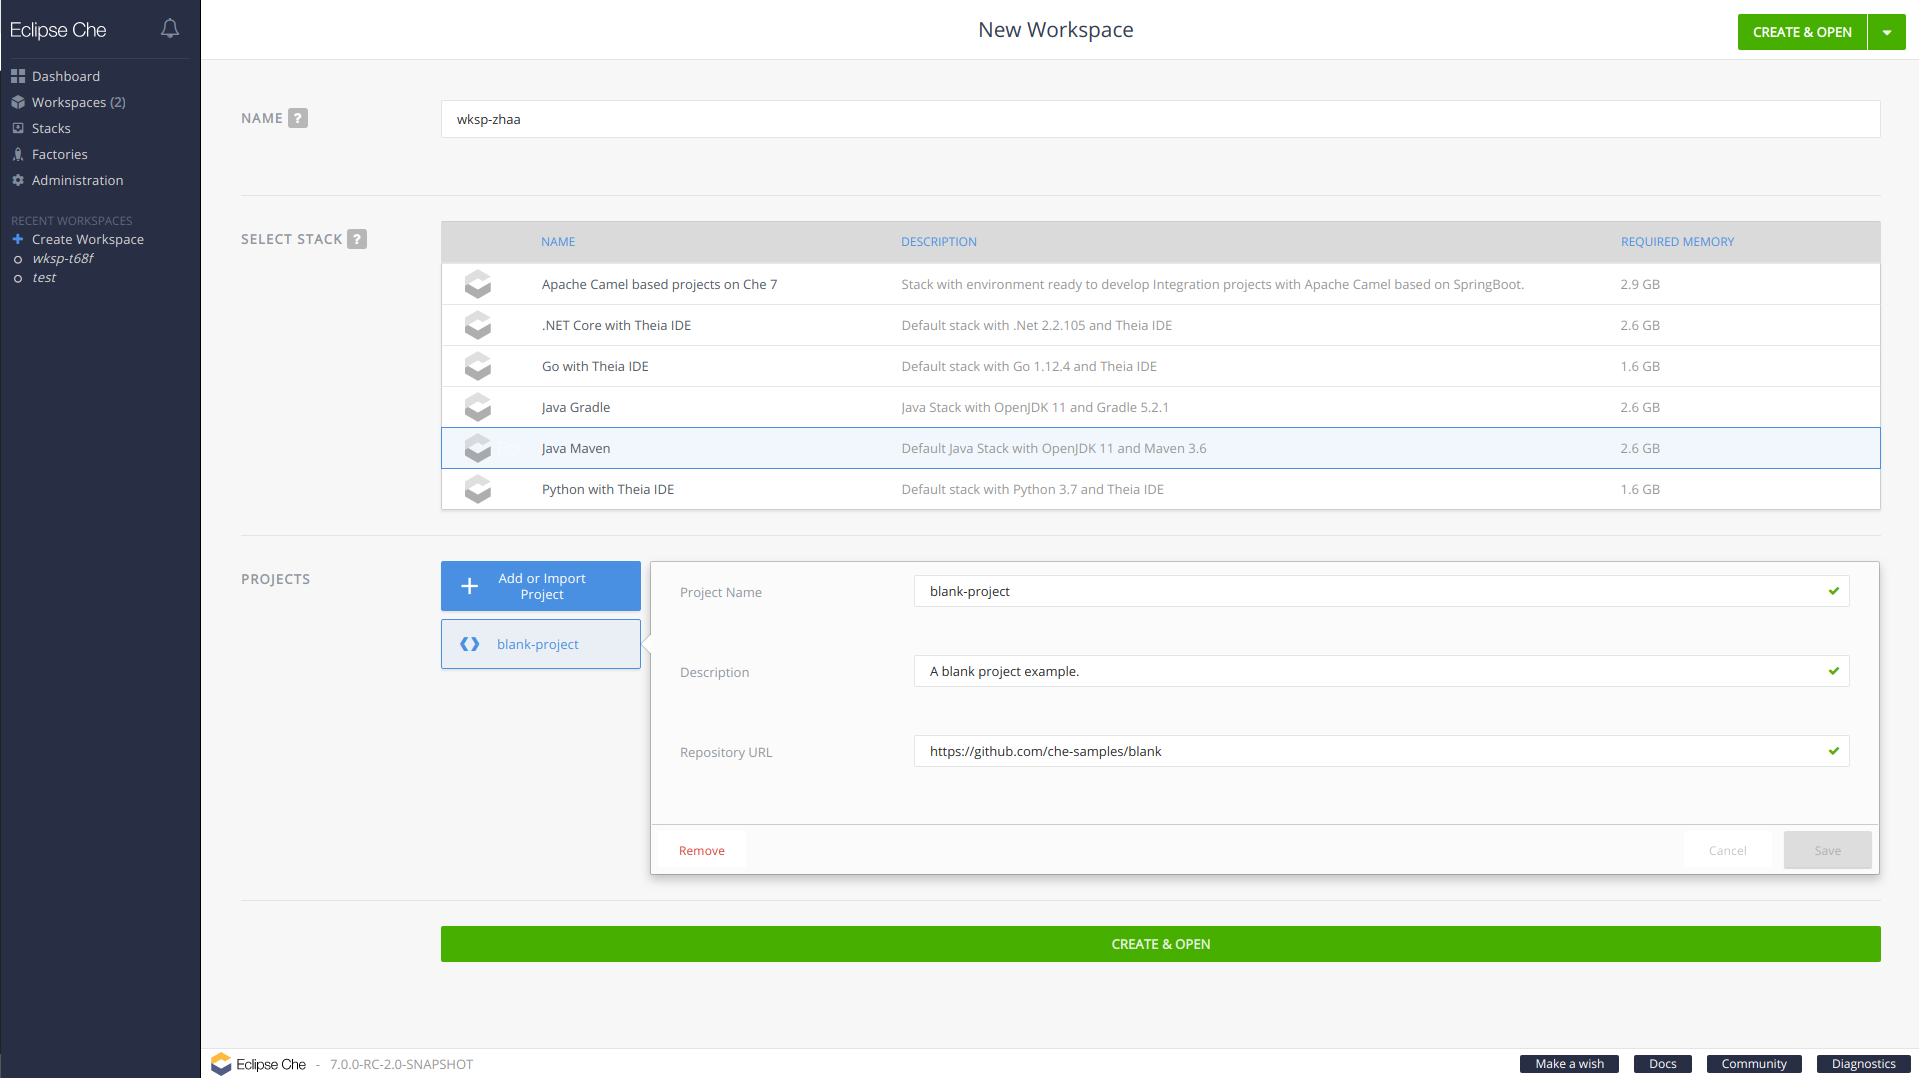 Eclipse Che
New Workspace
CREATE & OPEN
Dashboard
Workspaces (2)
Stacks
Factories
Administration
RECENT WORKSPACES
Create Workspace
wksp-t68f
test
NAME ?
wksp-zhaa
SELECT STACK ?
NAME DESCRIPTION REQUIRED MEMORY
Apache Camel based projects on Che 7 Stack with environment ready to develop Integration projects with Apache Camel based on SpringBoot. 2.9 GB
.NET Core with Theia IDE Default stack with .Net 2.2.105 and Theia IDE 2.6 GB
Go with Theia IDE Default stack with Go 1.12.4 and Theia IDE 1.6 GB
Java Gradle Java Stack with OpenJDK 11 and Gradle 5.2.1 2.6 GB
Java Maven Default Java Stack with OpenJDK 11 and Maven 3.6 2.6 GB
Python with Theia IDE Default stack with Python 3.7 and Theia IDE 1.6 GB
PROJECTS
Add or Import
Project
blank-project
Project Name blank-project
Description A blank project example.
Repository URL https://github.com/che-samples/blank
Remove Cancel Save
CREATE & OPEN
Eclipse Che - 7.0.0-RC-2.0-SNAPSHOT
Make a wish Docs Community Diagnostics